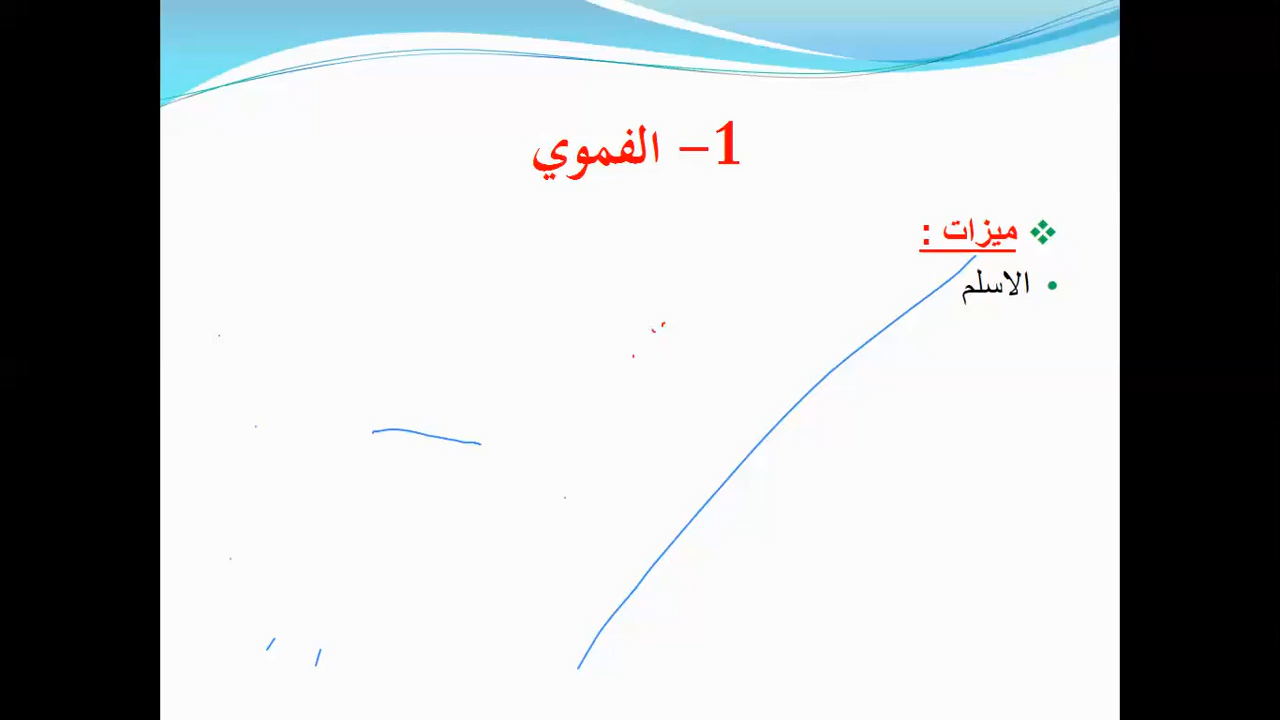 1- الفموي
ميزات :
الاسلم